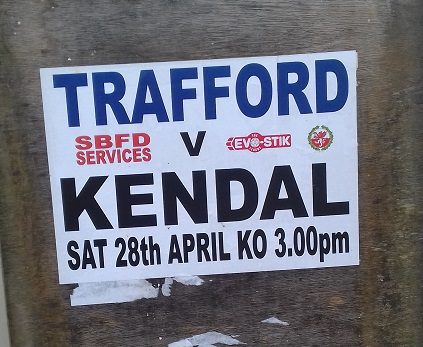 TRAFFORD
SBFD SERVICES
V
EVO-STIK
KENDAL
SAT 28th APRIL KO 3.00pm